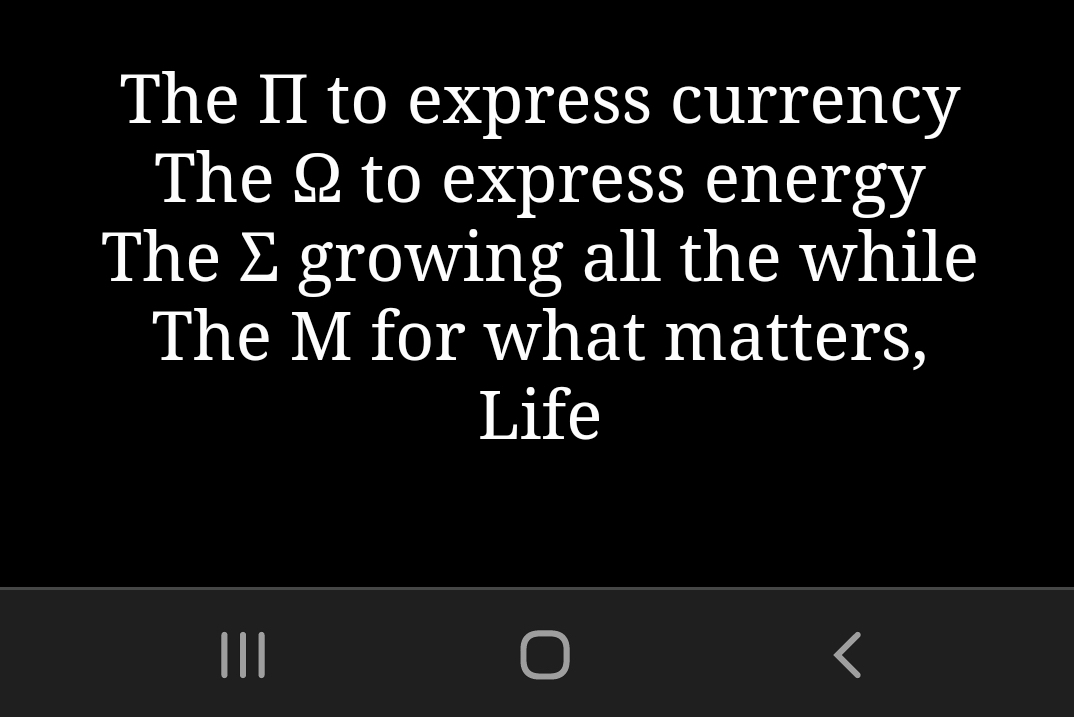 The Π to express currency
The Ω to express energy
The Σ growing all the while
The M for what matters,
Life